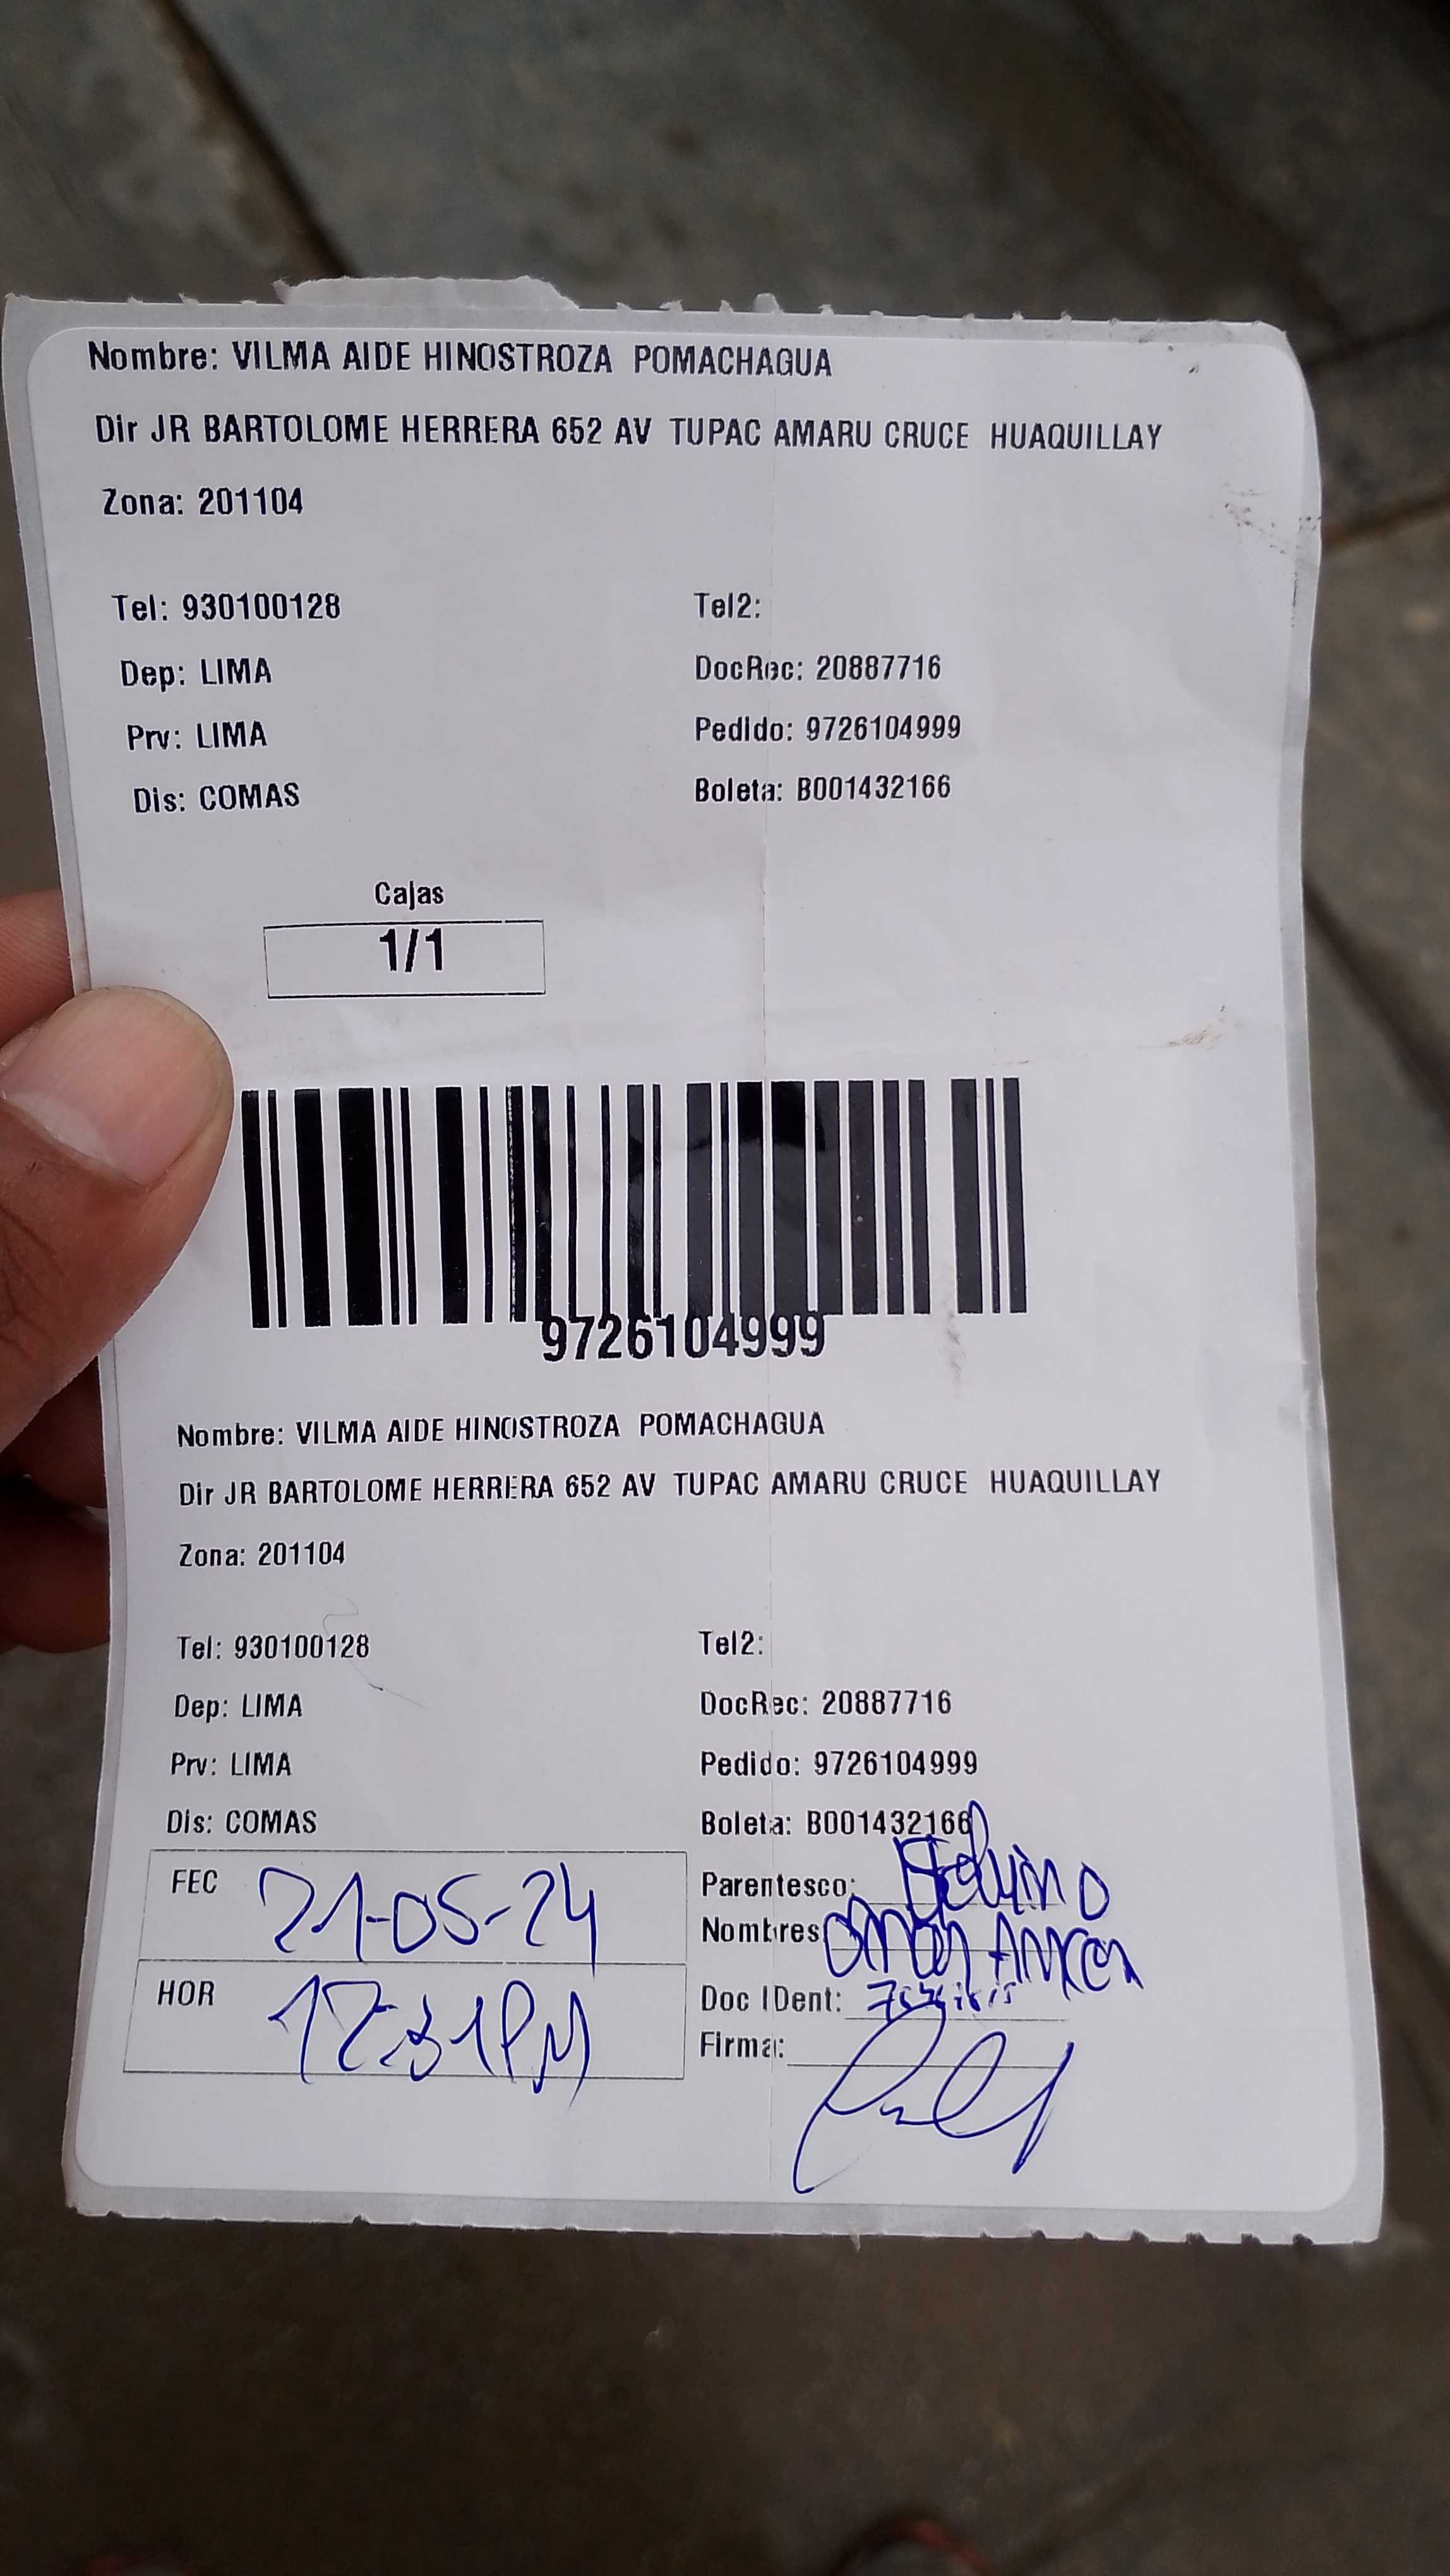 Nombre: VILMA AIDE HINOSTROZA POMACHAGUA
Dir JR BARTOLOME HERRERA 652 AV TUPAC AMARU CRUCE HUAQUILLAY
Zona: 201104
Tel: 930100128 Tel2:
Dep: LIMA DocRec: 20887716
Prv: LIMA Pedido: 9726104999
Dis: COMAS Boleta: B001432166
Cajas
1/1
9726104999
Nombre: VILMA AIDE HINOSTROZA POMACHAGUA
Dir JR BARTOLOME HERRERA 652 AV TUPAC AMARU CRUCE HUAQUILLAY
Zona: 201104
Tel: 930100128 Tel2:
Dep: LIMA DocRec: 20887716
Prv: LIMA Pedido: 9726104999
Dis: COMAS Boleta: B001432166
FEC 21-05-24 Parentesco:
Nombres
HOR 12:31PM Doc IDent:
Firma: